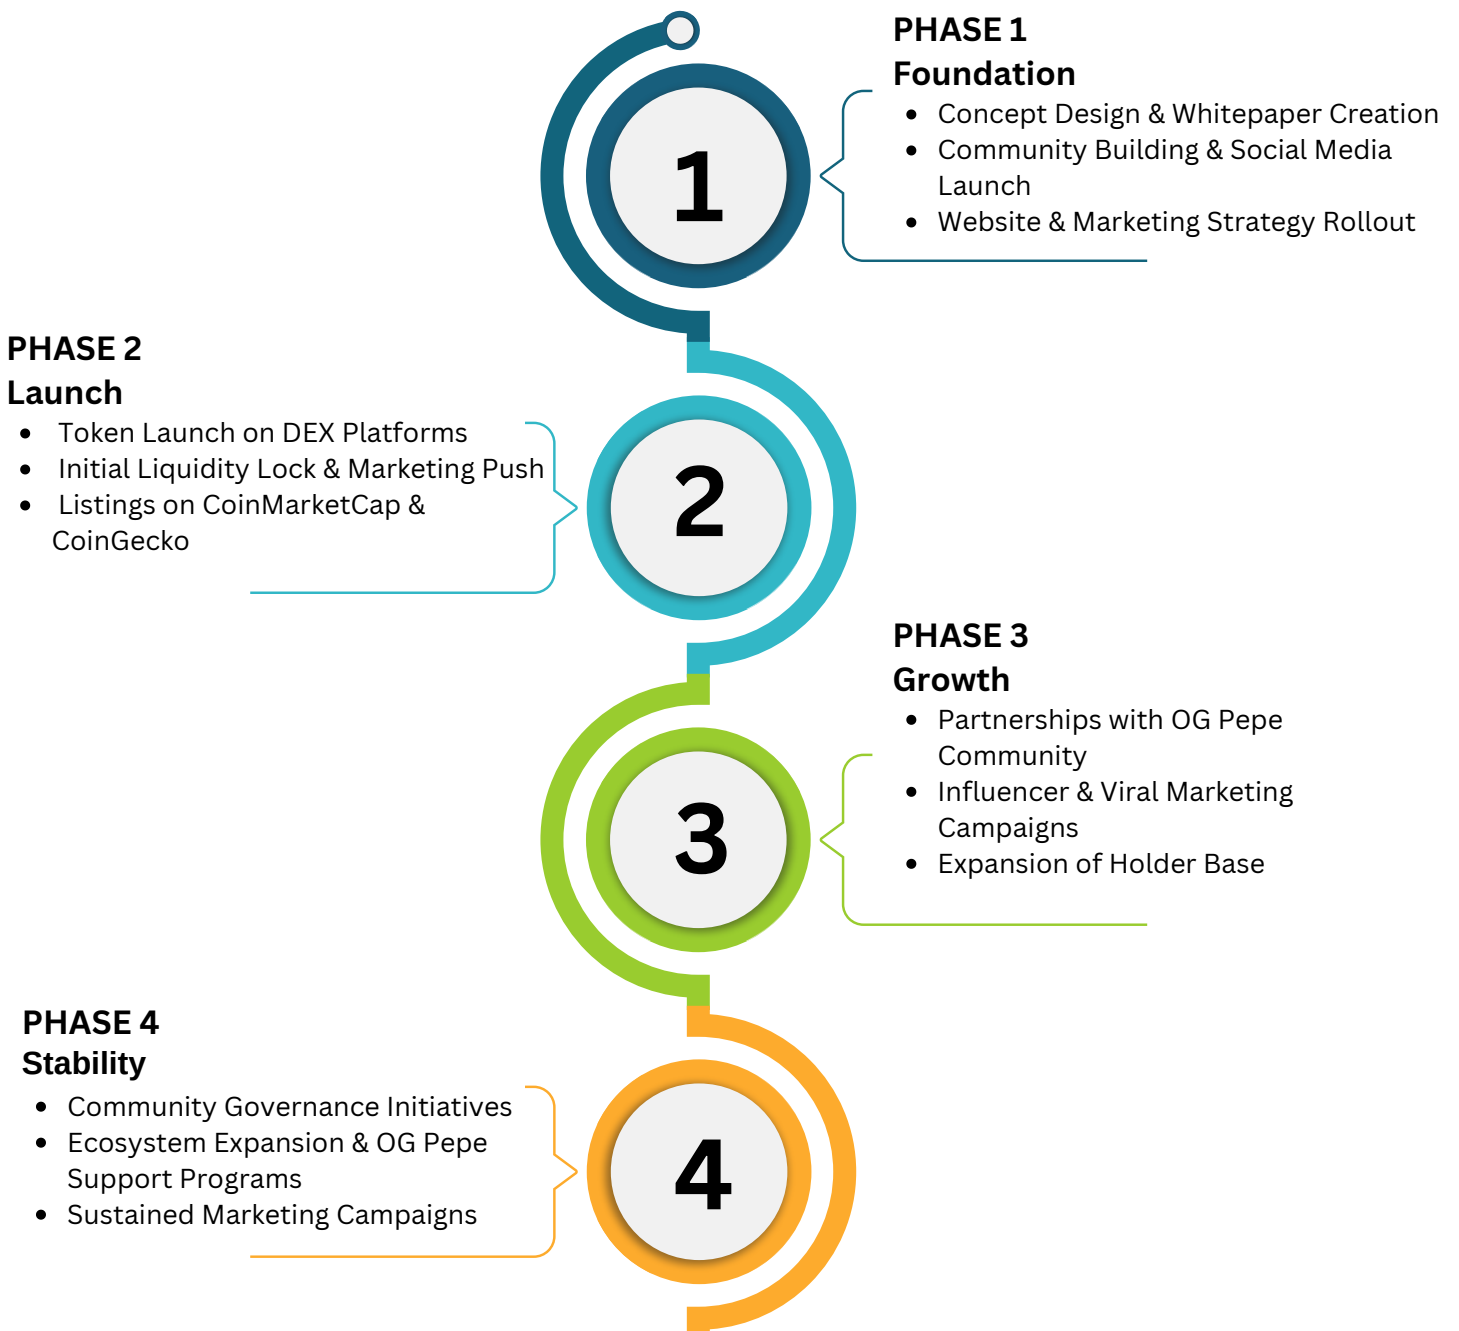 PHASE 1
Foundation
• Concept Design & Whitepaper Creation
• Community Building & Social Media
Launch
• Website & Marketing Strategy Rollout
1
PHASE 2
Launch
• Token Launch on DEX Platforms
• Initial Liquidity Lock & Marketing Push
• Listings on CoinMarketCap &
CoinGecko
2
PHASE 3
Growth
• Partnerships with OG Pepe
Community
• Influencer & Viral Marketing
Campaigns
• Expansion of Holder Base
3
PHASE 4
Stability
• Community Governance Initiatives
• Ecosystem Expansion & OG Pepe
Support Programs
• Sustained Marketing Campaigns
4